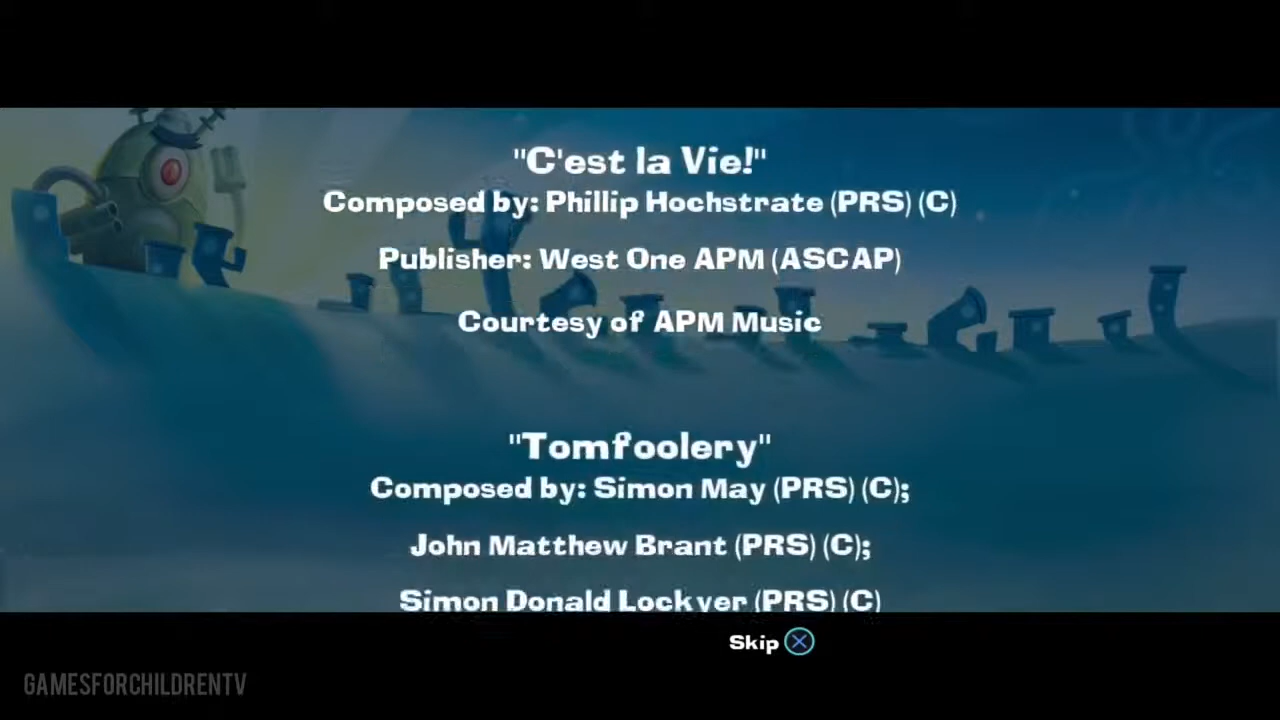 "C'est la Vie!"
Composed by: Phillip Hochstrate (PRS) (C)
Publisher: West One APM (ASCAP)
Courtesy of APM Music
"Tomfoolery"
Composed by: Simon May (PRS) (C);
John Matthew Brant (PRS) (C);
Simon Donald Lockyer (PRS) (C)
Skip
GAMESFORCHILDRENTV